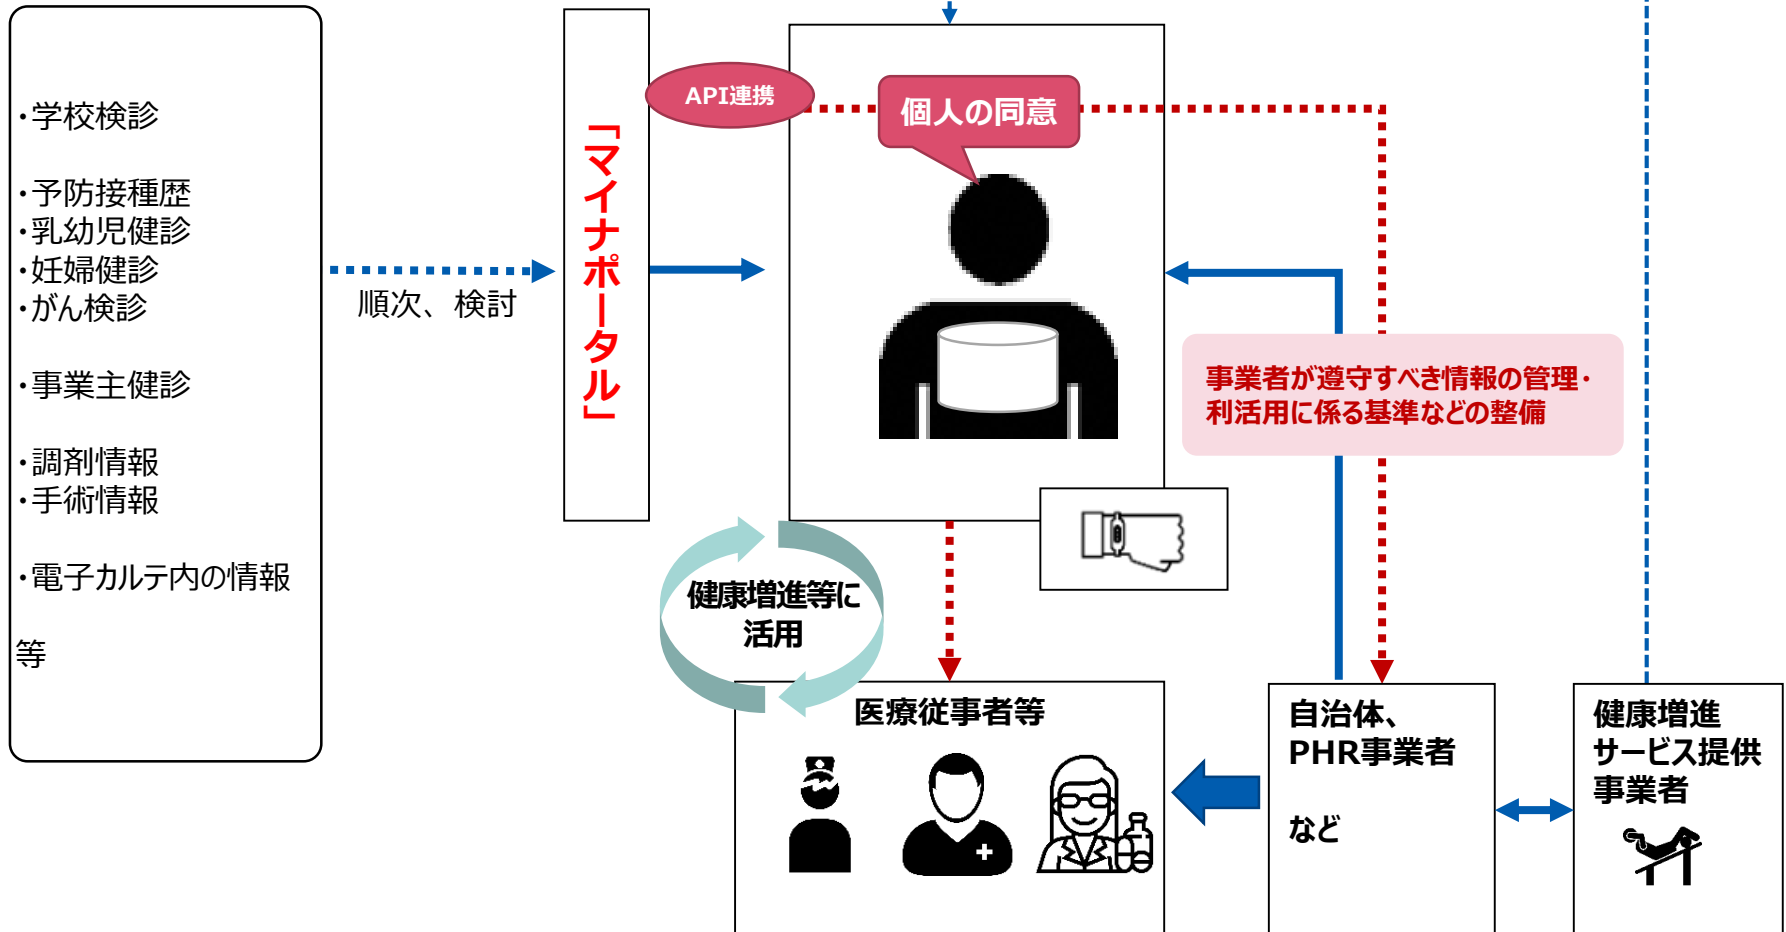 ・学校検診
・予防接種歴
・乳幼児健診
・妊婦健診
・がん検診
・事業主健診
・調剤情報
・手術情報
・電子カルテ内の情報
等
順次、検討
「マイナポータル」
API連携
個人の同意
事業者が遵守すべき情報の管理・
利活用に係る基準などの整備
健康増進等に
活用
医療従事者等
自治体、
PHR事業者
など
健康増進
サービス提供
事業者